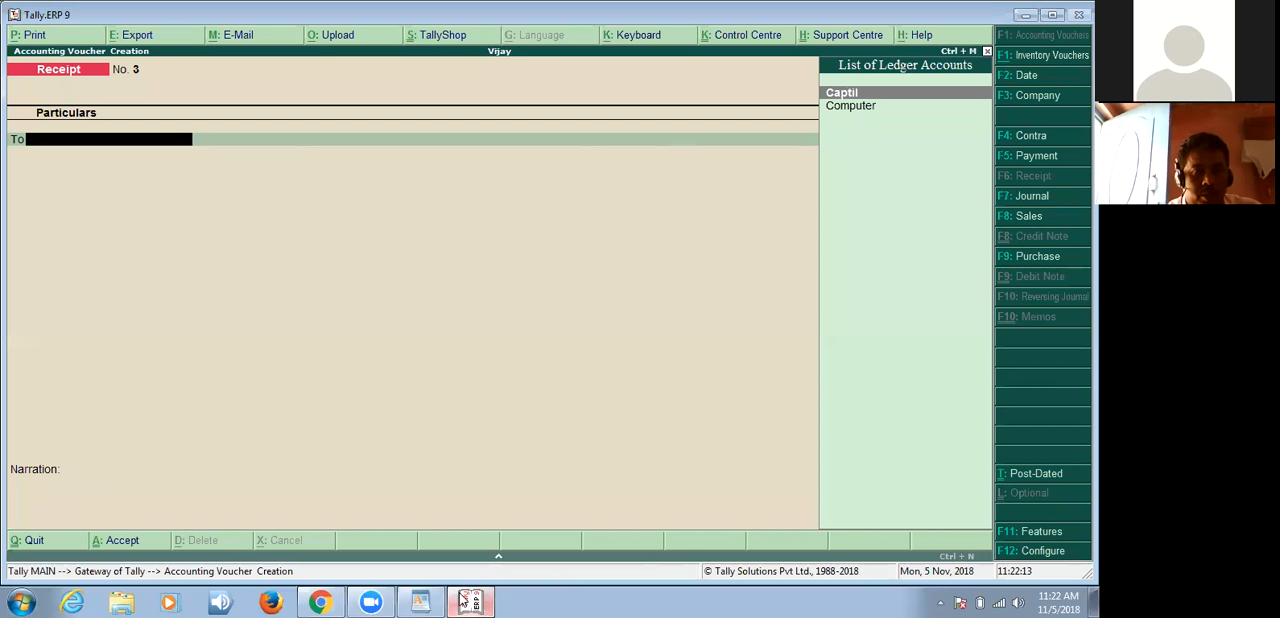 Tally.ERP 9
P: Print
E: Export
M: E-Mail
O: Upload
S: TallyShop
G: Language
K: Keyboard
K: Control Centre
H: Support Centre
H: Help
Accounting Voucher Creation
Vijay
Ctrl + M
Receipt
No. 3
Particulars
To
Narration:
List of Ledger Accounts
Captil
Computer
F1: Accounting Vouchers
F1: Inventory Vouchers
F2: Date
F3: Company
F4: Contra
F5: Payment
F6: Receipt
F7: Journal
F8: Sales
F8: Credit Note
F9: Purchase
F9: Debit Note
F10: Reversing Journal
F10: Memos
T: Post-Dated
L: Optional
F11: Features
F12: Configure
Q: Quit
A: Accept
D: Delete
X: Cancel
Ctrl + N
Tally MAIN --> Gateway of Tally --> Accounting Voucher Creation
© Tally Solutions Pvt Ltd., 1988-2018
Mon, 5 Nov, 2018
11:22:13
11:22 AM
11/5/2018